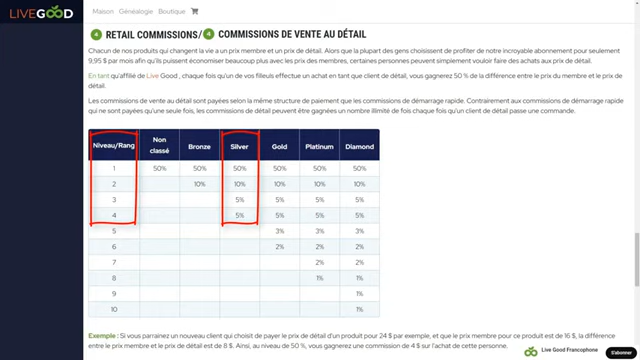 LIVEGOOD
Maison Généalogie Boutique
4 RETAIL COMMISSIONS/ 4 COMMISSIONS DE VENTE AU DÉTAIL
Chacun de nos produits qui changent la vie a un prix membre et un prix de détail. Alors que la plupart des gens choisissent de profiter de notre incroyable abonnement pour seulement
9,95 $ par mois afin qu'ils puissent économiser beaucoup avec les prix des membres, certaines personnes peuvent simplement vouloir faire des achats aux prix de détail.
En tant qu'affilié de Live Good , chaque fois qu'un de vos filleuls effectue un achat en tant que client de détail, vous gagnerez 50 % de la différence entre le prix du membre et le prix de
détail.
Les commissions de vente au détail sont payées selon la même structure de paiement que les commissions de démarrage rapide. Contrairement aux commissions de démarrage rapide
qui ne sont payées qu'une seule fois, les commissions de détail peuvent être gagnées un nombre illimité de fois chaque fois qu'un client de détail passe une commande.
Niveau/Rang Non classé Bronze Silver Gold Platinum Diamond
1 50% 50% 50% 50% 50% 50%
2 10% 10% 10% 10% 10%
3 5% 5% 5% 5%
4 5% 5% 5% 5%
5 3% 3% 3%
6 2% 2% 2%
7 2% 2%
8 1% 1%
9 1%
10 1%
Exemple : Si vous parrainez un nouveau client qui choisit de payer le prix de détail d'un produit pour 24 $ par exemple, et que le prix membre pour ce produit est de 16 $, la différence
entre le prix membre et le prix de détail est de 8 $. Ainsi, au niveau de 50 %, vous gagnerez une commission de 4 $ sur l'achat de cette personne.
Live Good Francophone
S'abonner